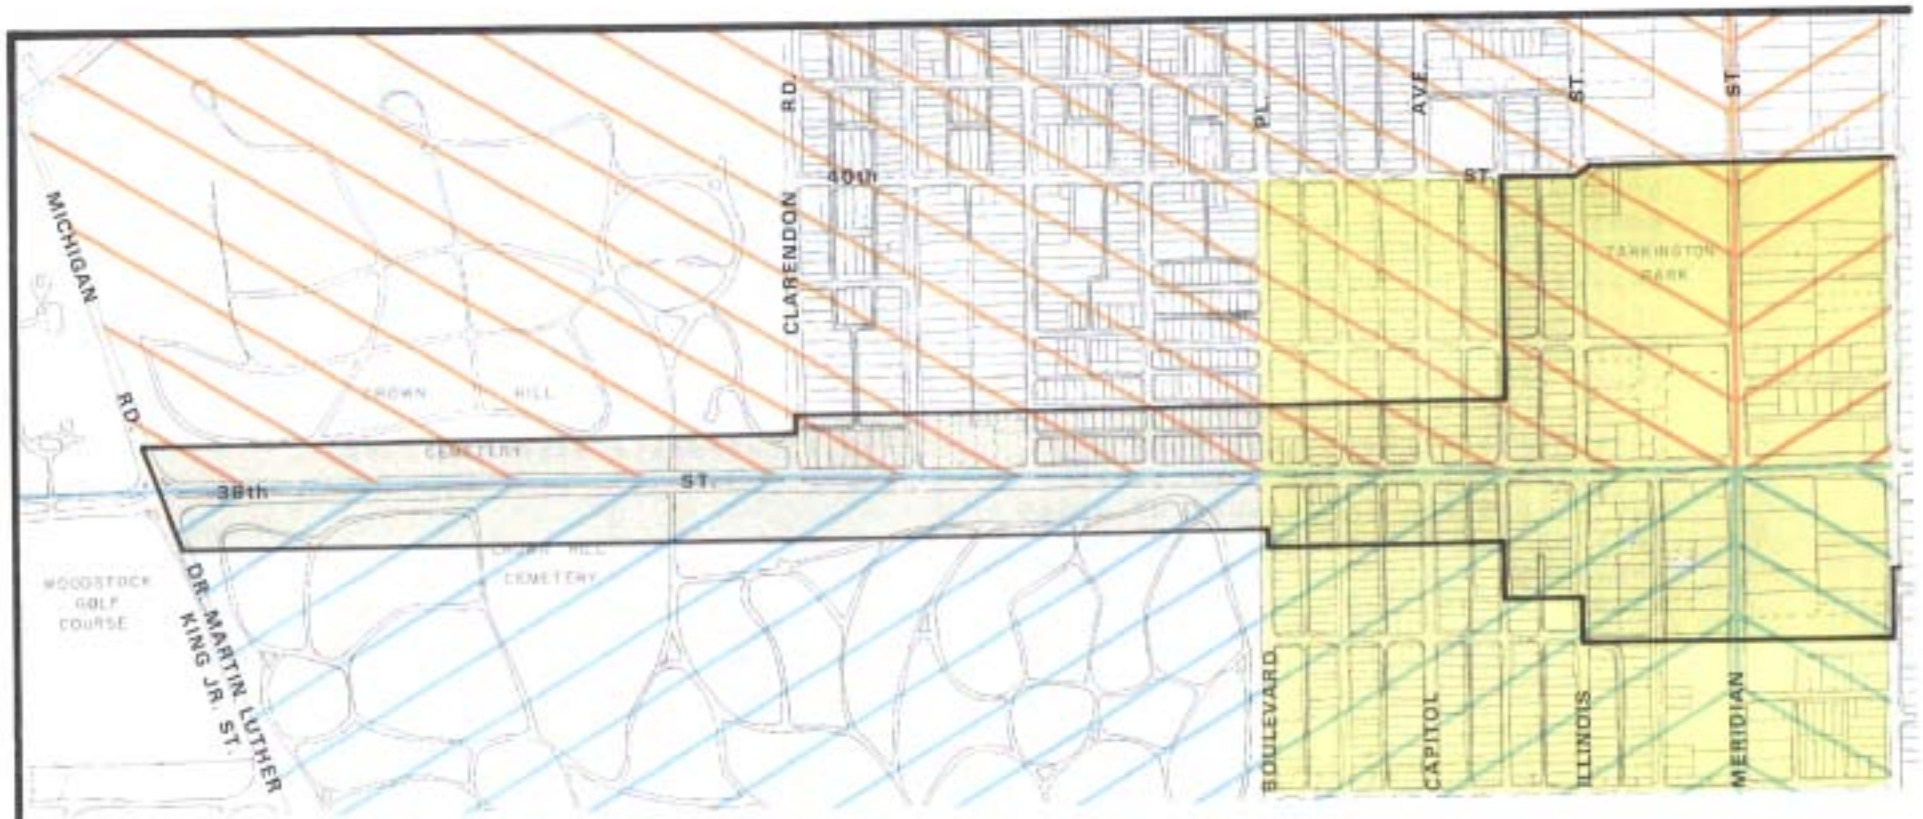 RD.
PL.
AVE.
ST.
ST.
40th
ST.
CLARENDON
MICHIGAN
RD.
TARKINGTON
PARK
CROWN HILL
CEMETERY
38th
ST.
CROWN HILL
CEMETERY
WOODSTOCK
GOLF
COURSE
DR. MARTIN LUTHER
KING JR. ST.
BOULEVARD
CAPITOL
ILLINOIS
MERIDIAN